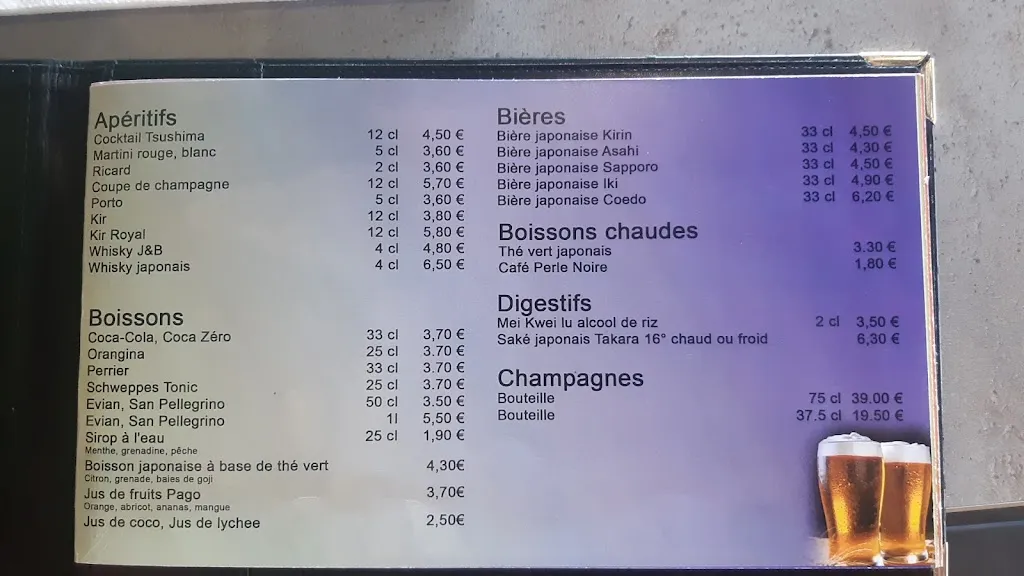 Apéritifs
Cocktail Tsushima 12 cl 4,50 €
Martini rouge, blanc 5 cl 3,60 €
Ricard 2 cl 3,60 €
Coupe de champagne 12 cl 5,70 €
Porto 5 cl 3,60 €
Kir 12 cl 3,80 €
Kir Royal 12 cl 5,80 €
Whisky J&B 4 cl 4,80 €
Whisky japonais 4 cl 6,50 €
Boissons
Coca-Cola, Coca Zéro 33 cl 3,70 €
Orangina 25 cl 3.70 €
Perrier 33 cl 3.70 €
Schweppes Tonic 25 cl 3.70 €
Evian, San Pellegrino 50 cl 3.50 €
Evian, San Pellegrino 1l 5,50 €
Sirop à l'eau 25 cl 1,90 €
Menthe, grenadine, pêche
Boisson japonaise à base de thé vert 4,30€
Citron, grenade, baies de goji
Jus de fruits Pago 3,70€
Orange, abricot, ananas, mangue
Jus de coco, Jus de lychee 2,50€
Bières
Bière japonaise Kirin 33 cl 4,50 €
Bière japonaise Asahi 33 cl 4,30 €
Bière japonaise Sapporo 33 cl 4,50 €
Bière japonaise Iki 33 cl 4,90 €
Bière japonaise Coedo 33 cl 6,20 €
Boissons chaudes
Thé vert japonais 3.30 €
Café Perle Noire 1,80 €
Digestifs
Mei Kwei lu alcool de riz 2 cl 3,50 €
Saké japonais Takara 16° chaud ou froid 6,30 €
Champagnes
Bouteille 75 cl 39.00 €
Bouteille 37.5 cl 19.50 €